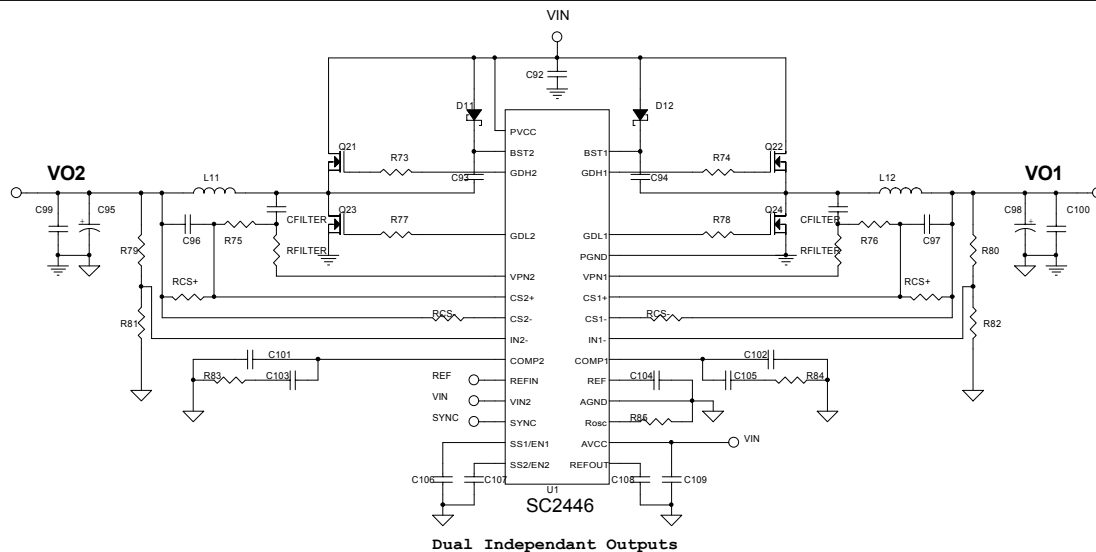 VIN
C92
D11
D12
PVCC
Q21
Q22
BST2
BST1
R73
R74
GDH2
GDH1
VO2
VO1
L11
L12
C93
C94
C99
C95
C98
C100
CFILTER
CFILTER
Q23
Q24
R77
R78
C96
R75
R76
C97
GDL2
GDL1
R79
R80
RFILTER
RFILTER
PGND
VPN2
VPN1
RCS+
RCS+
CS2+
CS1+
RCS-
RCS-
CS2-
CS1-
R81
R82
IN2-
IN1-
C101
C102
COMP2
COMP1
R83
C103
C105
R84
REF
REFIN
REF
C104
VIN
VIN2
AGND
SYNC
SYNC
Rosc
R85
SS1/EN1
AVCC
VIN
SS2/EN2
REFOUT
C106
C107
C108
C109
U1
SC2446
Dual Independant Outputs